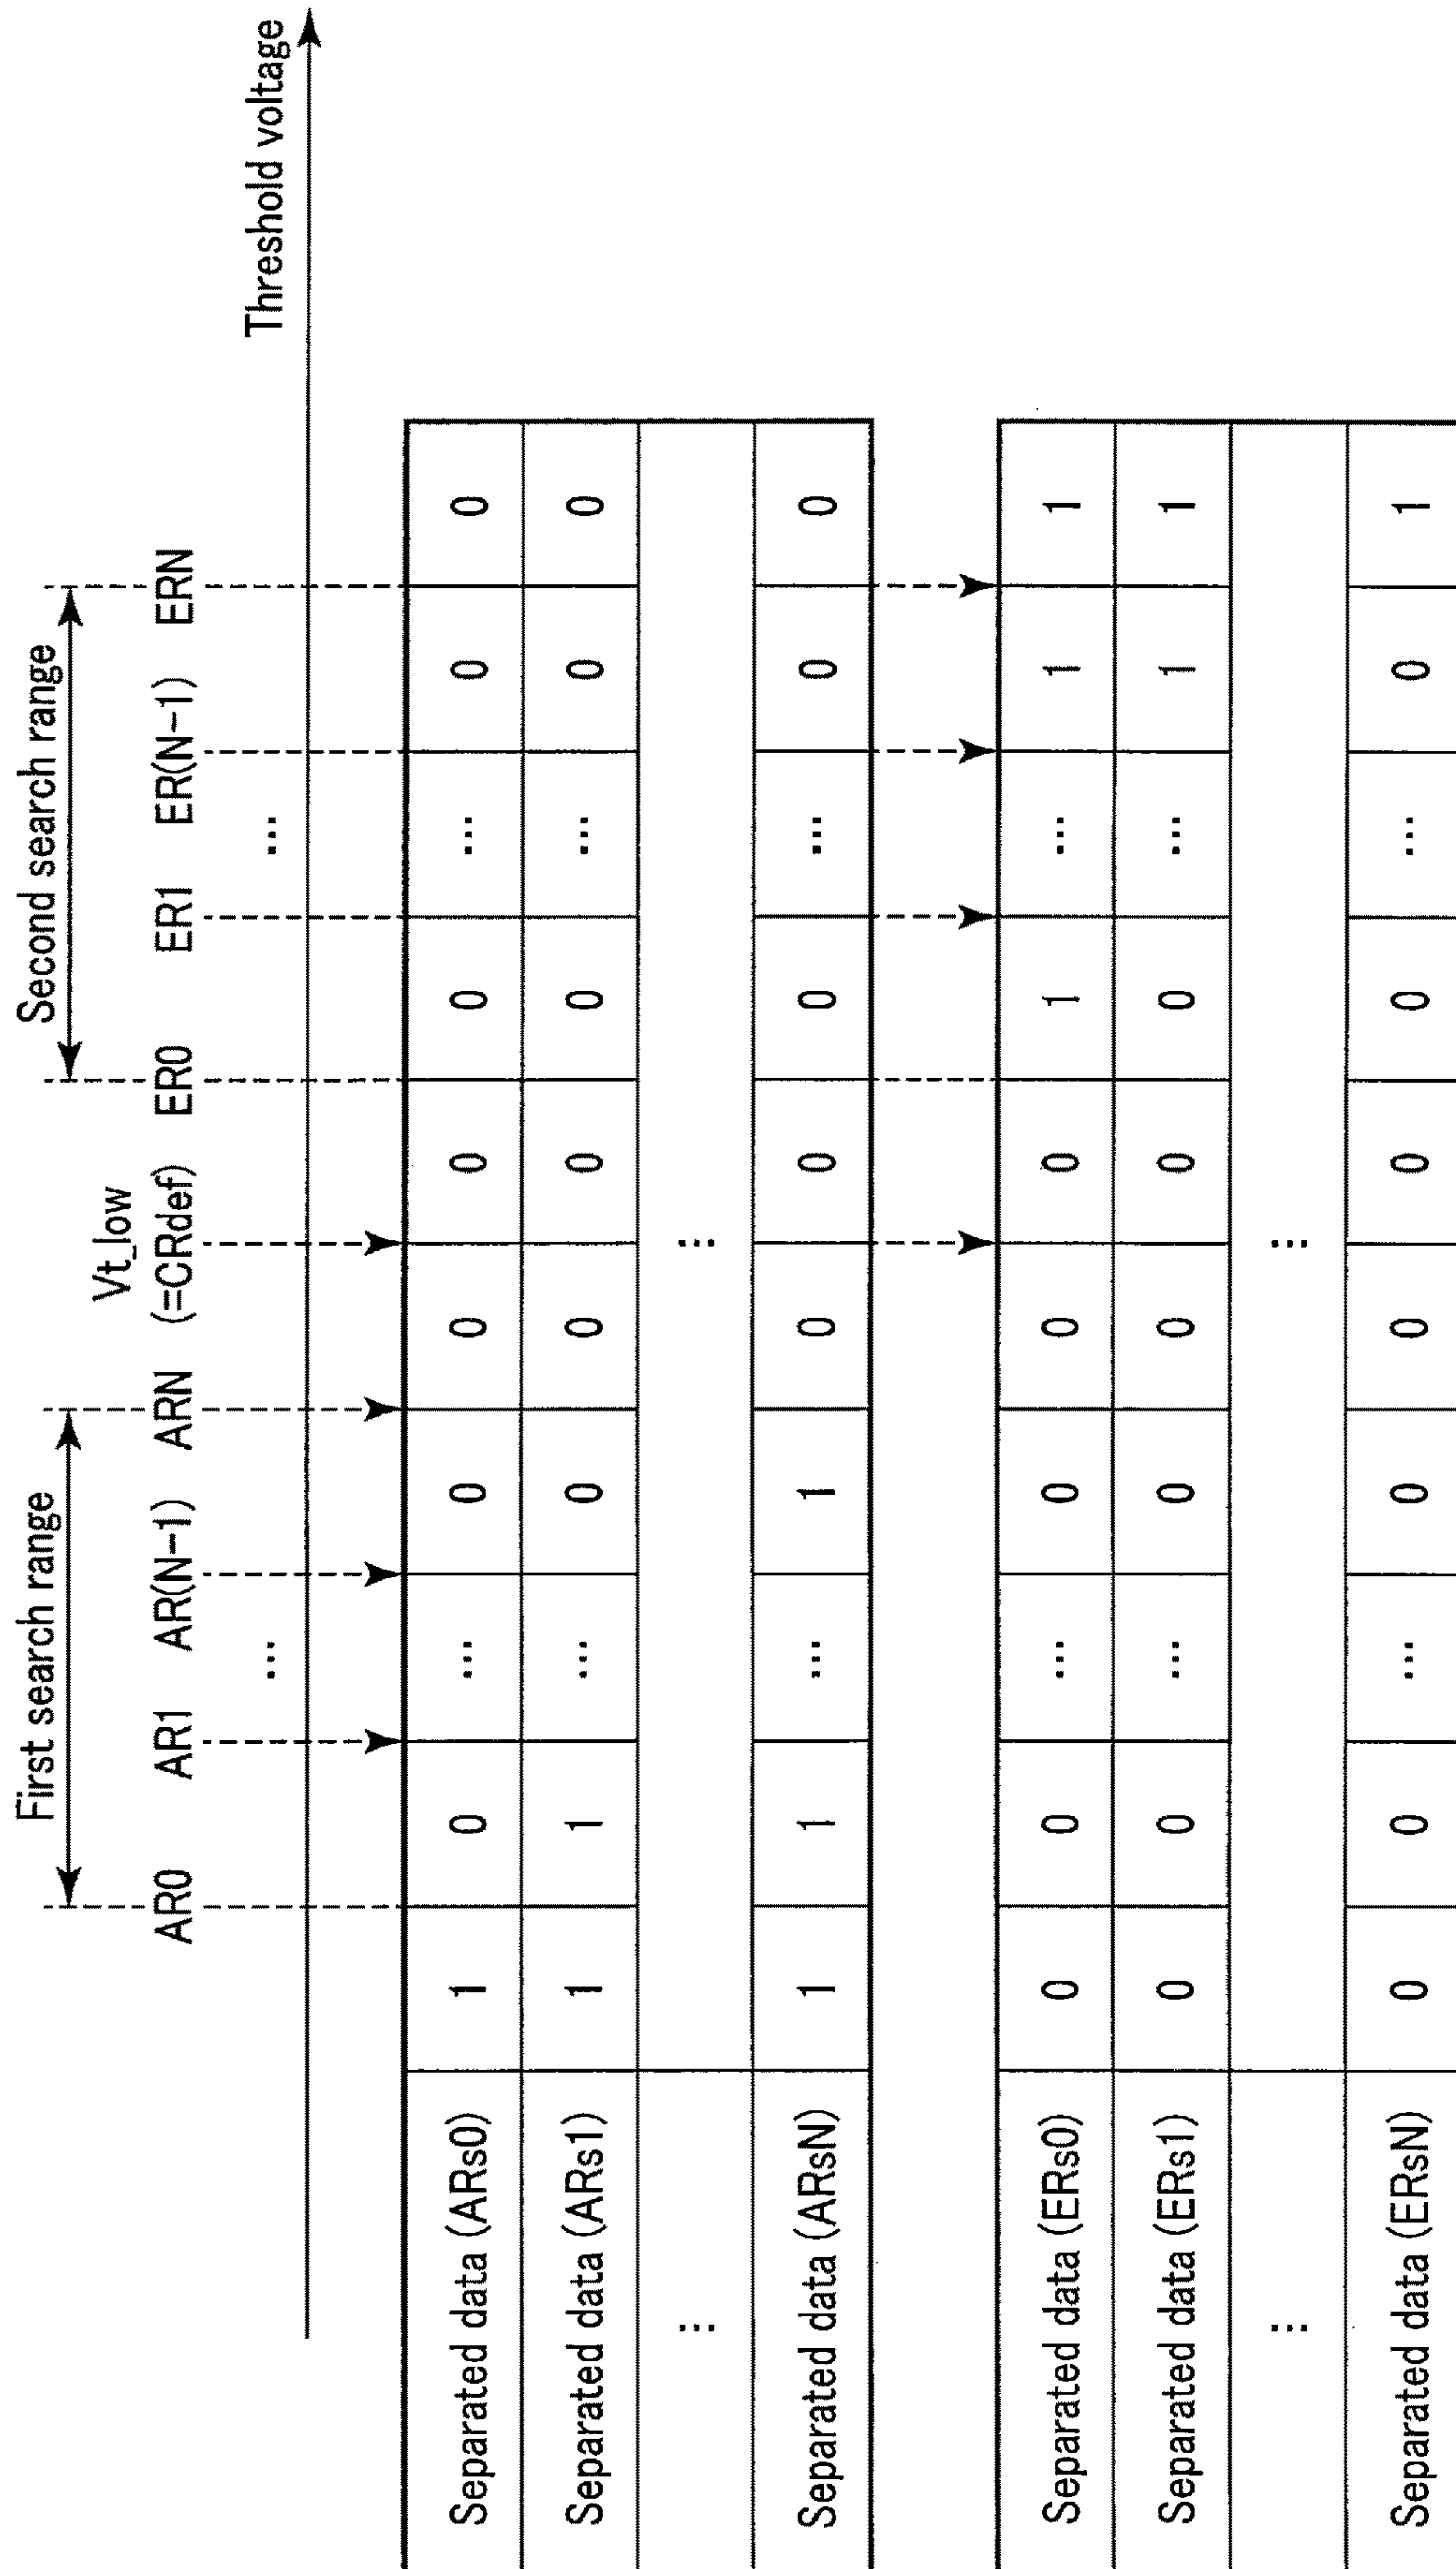 First search range Second search range
Vt_low
AR0 AR1 AR(N-1) ARN (=CRdef) ER0 ER1 ER(N-1) ERN
... ... Threshold voltage
Separated data (ARs0) 1 0 ... 0 0 0 0 ... 0 0
Separated data (ARs1) 1 1 ... 0 0 0 0 ... 0 0
... ...
Separated data (ARsN) 1 1 ... 1 0 0 0 ... 0 0
Separated data (ERs0) 0 0 ... 0 0 0 1 ... 1 1
Separated data (ERs1) 0 0 ... 0 0 0 0 ... 1 1
... ...
Separated data (ERsN) 0 0 ... 0 0 0 0 ... 0 1